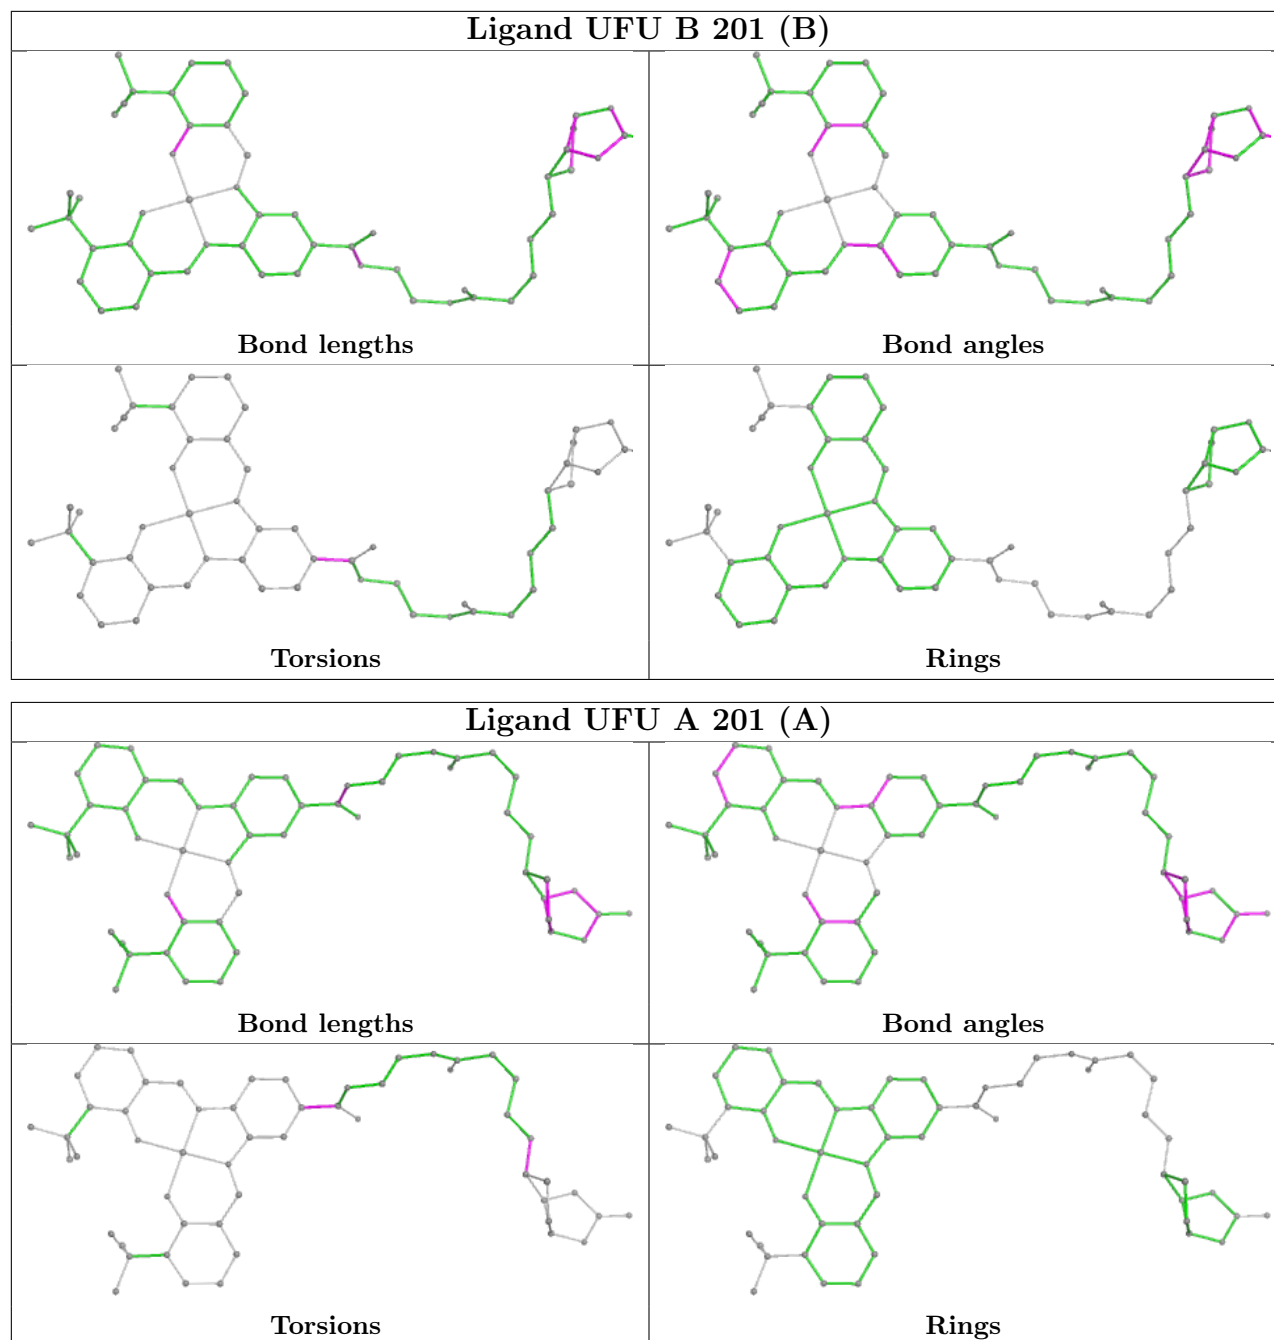 Ligand UFU B 201 (B)
Bond lengths
Bond angles
Torsions
Rings
Ligand UFU A 201 (A)
Bond lengths
Bond angles
Torsions
Rings